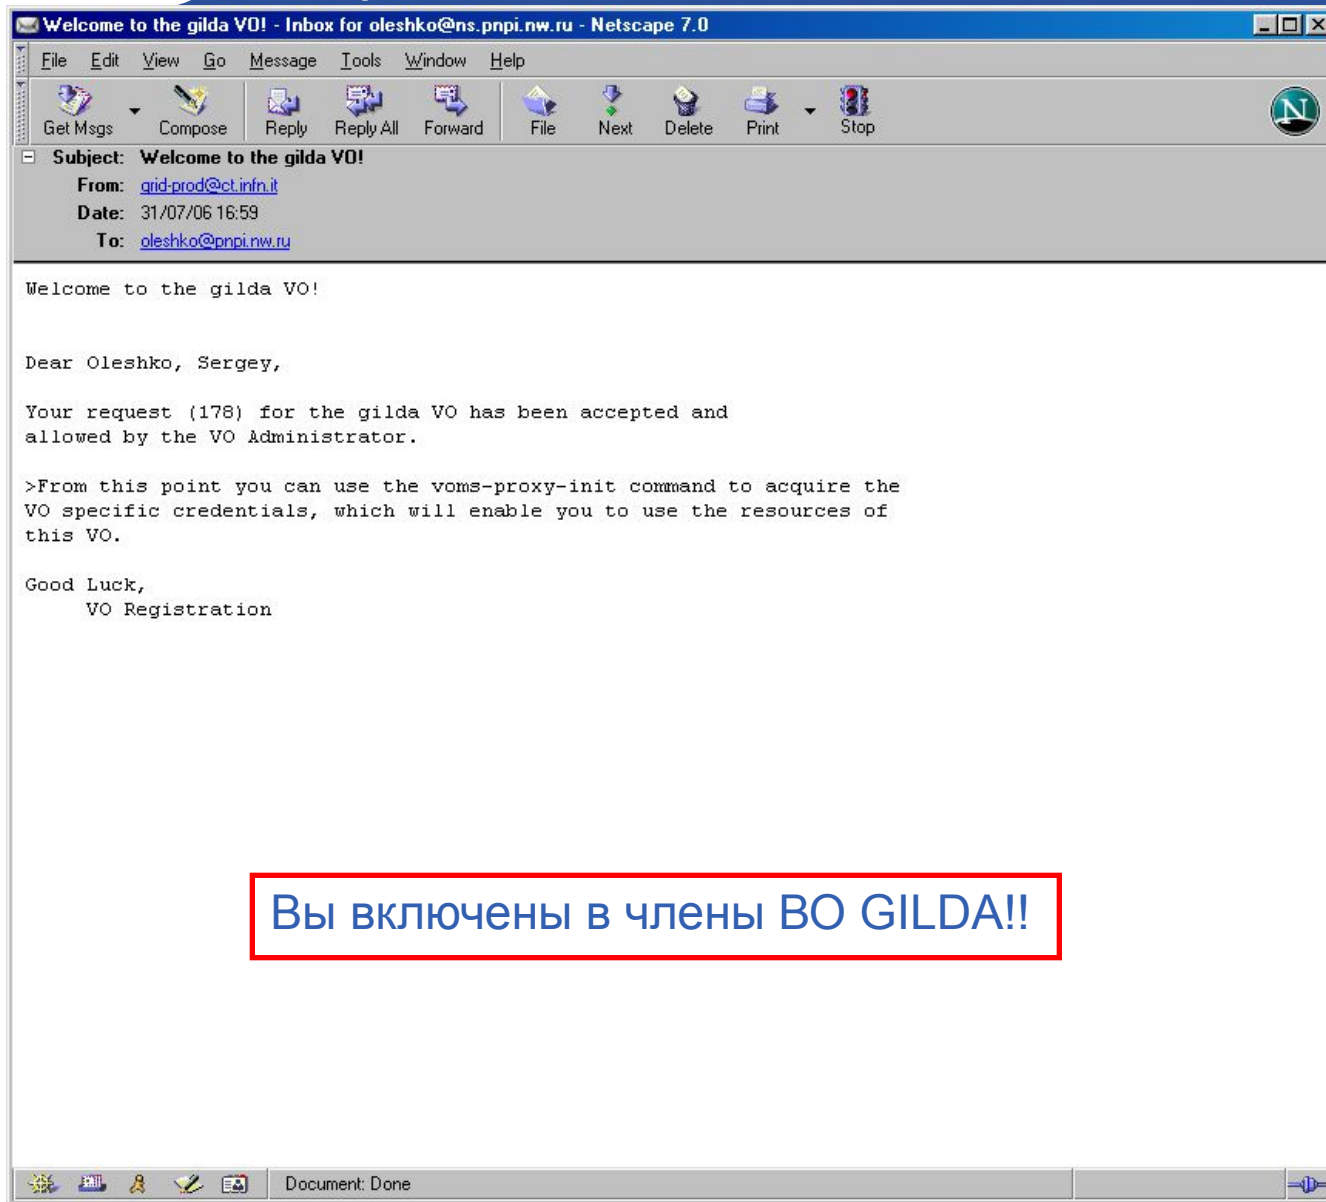 Welcome to the gilda VO! - Inbox for oleshko@ns.pnpi.nw.ru - Netscape 7.0
File Edit View Go Message Tools Window Help
Get Msgs Compose Reply Reply All Forward File Next Delete Print Stop
N
Subject: Welcome to the gilda VO!
From: grid-prod@ct.infn.it
Date: 31/07/06 16:59
To: oleshko@pnpi.nw.ru
Welcome to the gilda VO!
Dear Oleshko, Sergey,
Your request (178) for the gilda VO has been accepted and
allowed by the VO Administrator.
>From this point you can use the voms-proxy-init command to acquire the
VO specific credentials, which will enable you to use the resources of
this VO.
Good Luck,
VO Registration
Вы включены в члены ВО GILDA!!
Document: Done